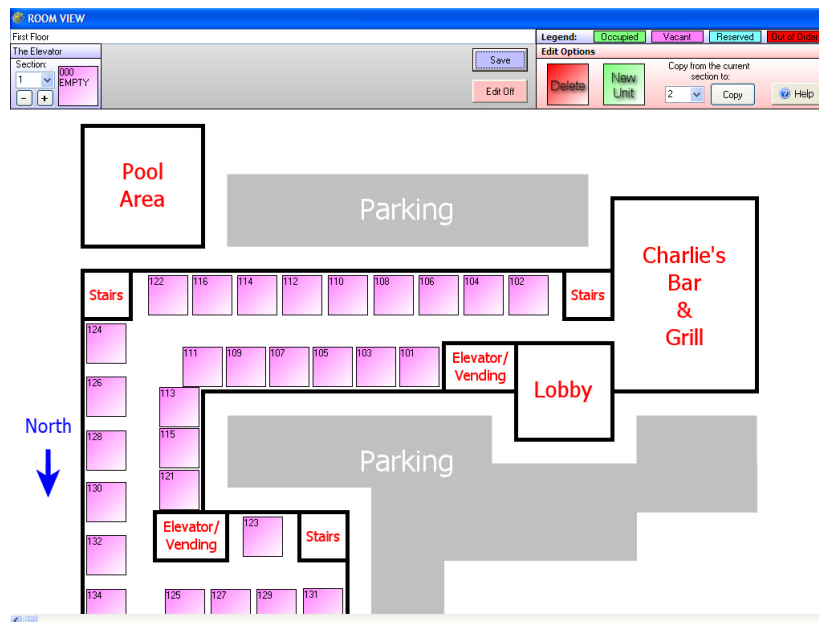 ROOM VIEW
First Floor
Legend: Occupied Vacant Reserved Out of Order
The Elevator
Section:
1
000
EMPTY
- +
Save
Edit Off
Edit Options
Delete
New
Unit
Copy from the current
section to:
2
Copy
Help
Pool
Area
Parking
Charlie's
Bar
&
Grill
Stairs
122 116 114 112 110 108 106 104 102
Stairs
124
111 109 107 105 103 101
Elevator/
Vending
Lobby
126
113
North
128
115
Parking
130
121
132
Elevator/
Vending
123
Stairs
134
125 127 129 131